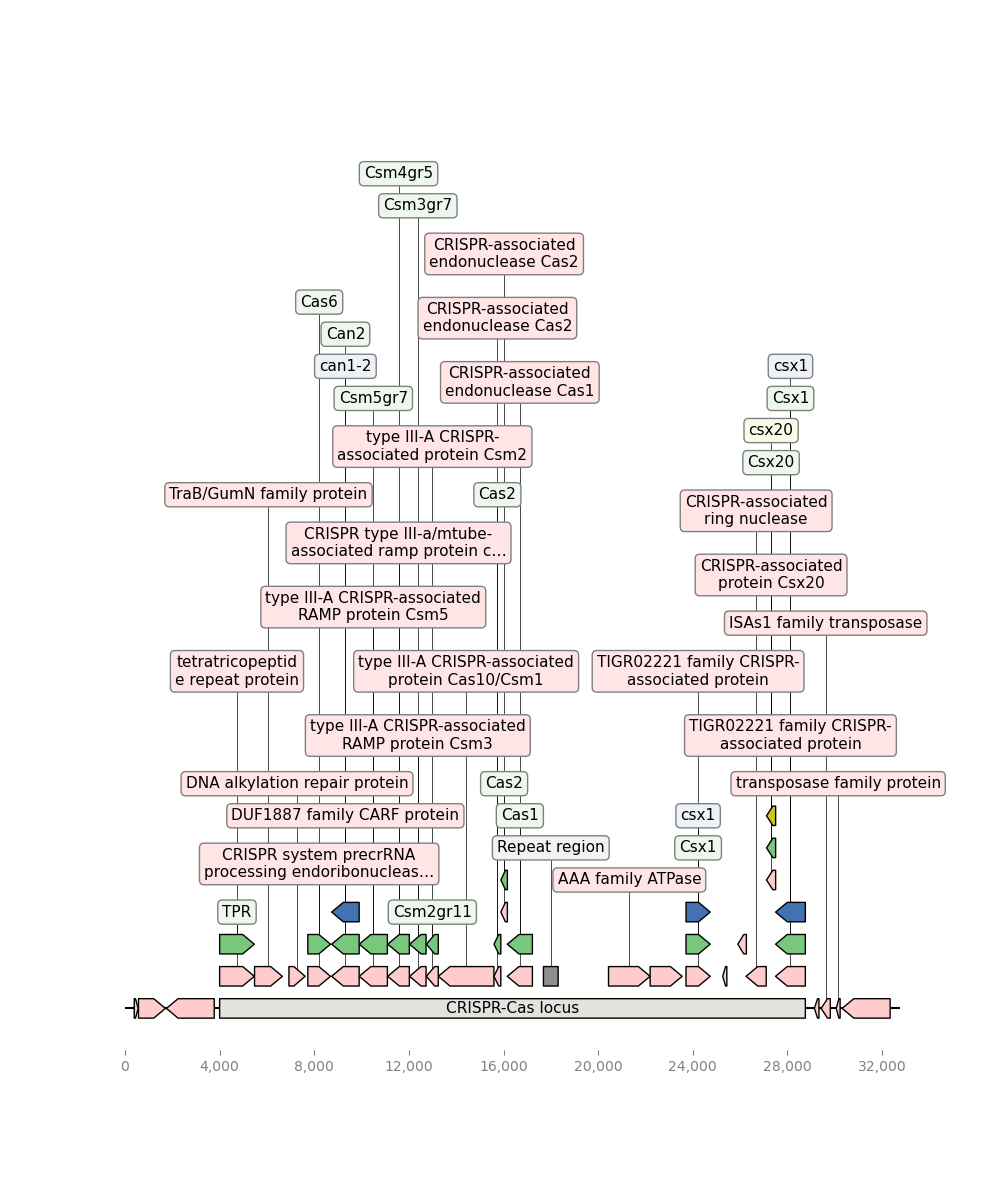 Csm4gr5
Csm3gr7
CRISPR-associated
endonuclease Cas2
Cas6
CRISPR-associated
endonuclease Cas2
Can2
can1-2
csx1
CRISPR-associated
endonuclease Cas1
Csm5gr7
Csx1
type III-A CRISPR-
associated protein Csm2
csx20
Csx20
TraB/GumN family protein
Cas2
CRISPR-associated
ring nuclease
CRISPR type III-a/mtube-
associated ramp protein c...
CRISPR-associated
protein Csx20
type III-A CRISPR-associated
RAMP protein Csm5
ISAs1 family transposase
tetratricopeptid
e repeat protein
type III-A CRISPR-associated
protein Cas10/Csm1
TIGR02221 family CRISPR-
associated protein
type III-A CRISPR-associated
RAMP protein Csm3
TIGR02221 family CRISPR-
associated protein
DNA alkylation repair protein
Cas2
transposase family protein
DUF1887 family CARF protein
Cas1
csx1
CRISPR system precrRNA
processing endoribonucleas...
Repeat region
Csx1
AAA family ATPase
TPR
Csm2gr11
CRISPR-Cas locus
0
4,000
8,000
12,000
16,000
20,000
24,000
28,000
32,000